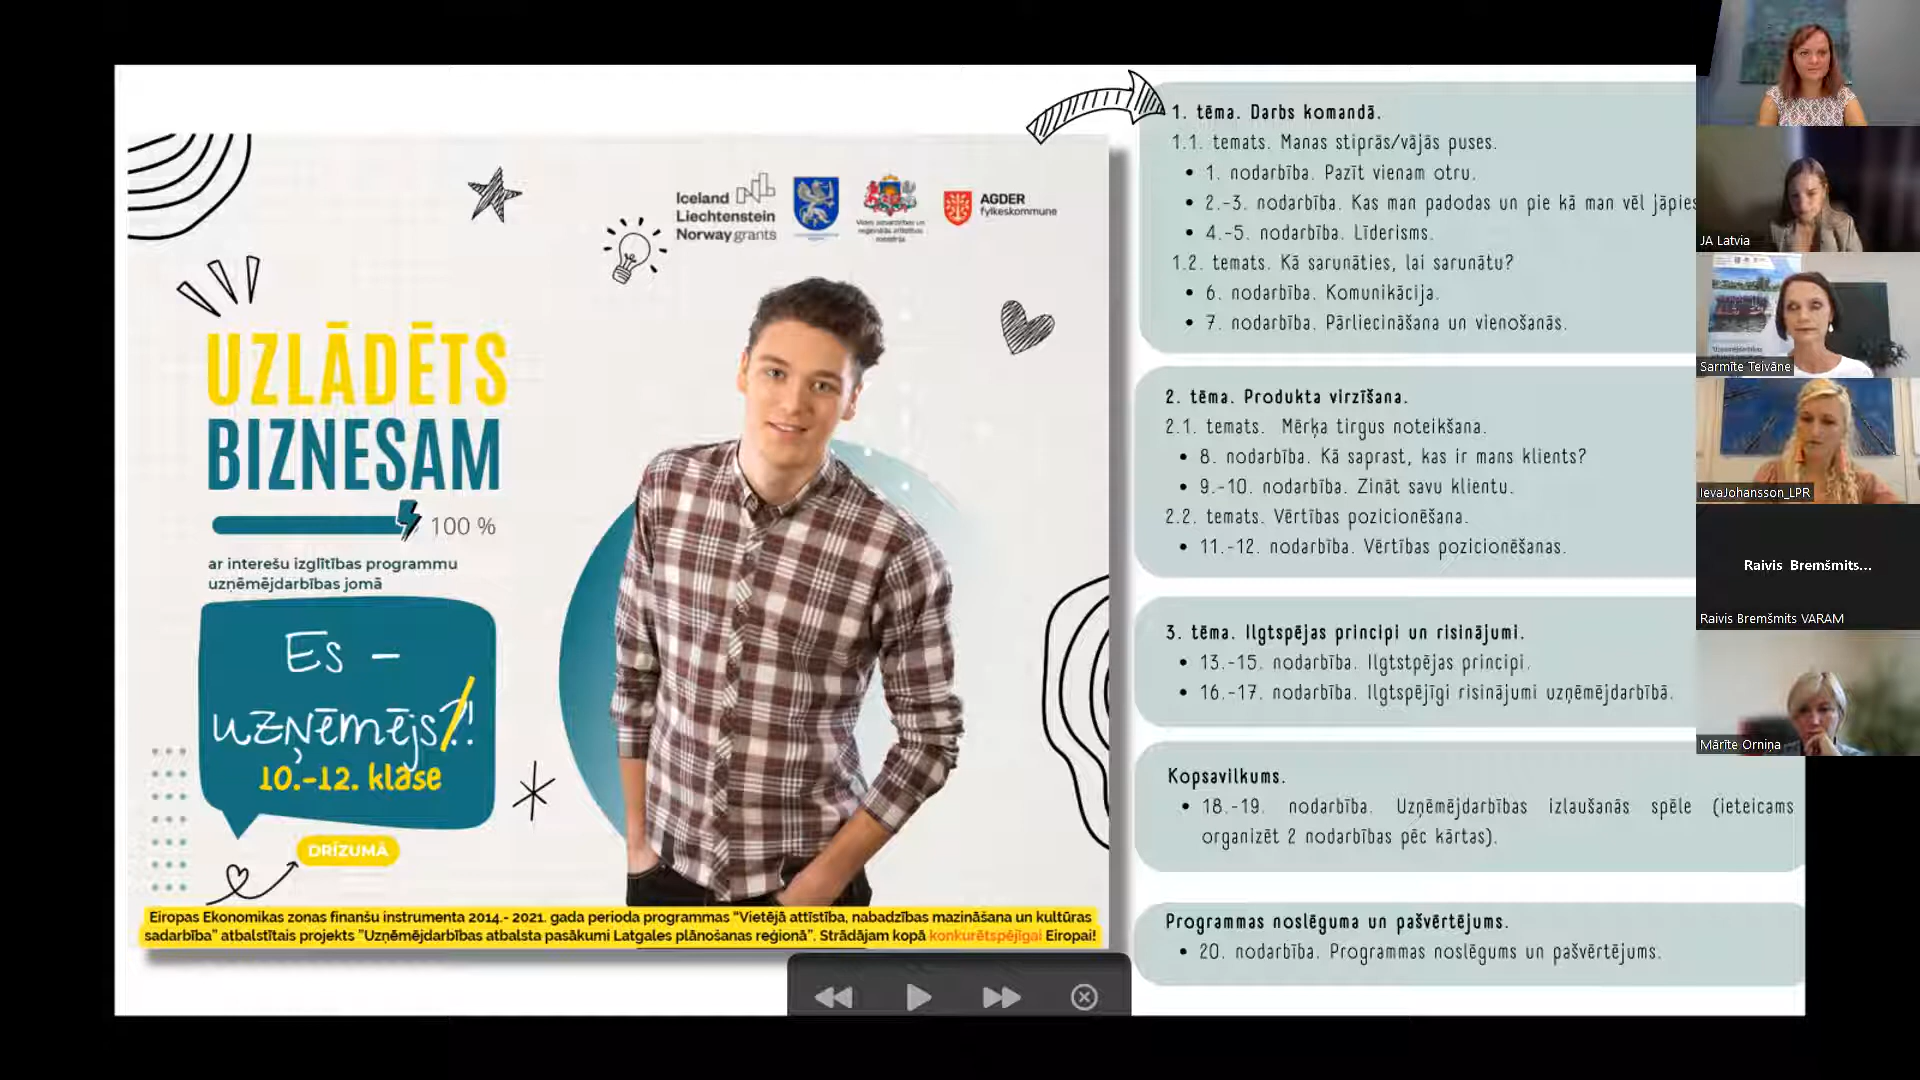 Iceland
Liechtenstein
Norway grants
AGDER
fylkeskommune
UZLĀDĒTS
BIZNESAM
100 %
ar interešu izglītības programmu
uzņēmējdarbības jomā
Es –
uzņēmējs?!
10.-12. klase
DRĪZUMĀ
Eiropas Ekonomikas zonas finanšu instrumenta 2014.- 2021. gada perioda programmas “Vietējā attīstība, nabadzības mazināšana un kultūras
sadarbība” atbalstītais projekts ”Uzņēmējdarbības atbalsta pasākumi Latgales plānošanas reģionā”. Strādājam kopā konkurētspējīgai Eiropai!
1. tēma. Darbs komandā.
1.1. temats. Manas stiprās/vājās puses.
• 1. nodarbība. Pazīt vienam otru.
• 2.-3. nodarbība. Kas man padodas un pie kā man vēl jāpies
• 4.-5. nodarbība. Līderisms.
1.2. temats. Kā sarunāties, lai sarunātu?
• 6. nodarbība. Komunikācija.
• 7. nodarbība. Pārliecināšana un vienošanās.
2. tēma. Produkta virzīšana.
2.1. temats. Mērķa tirgus noteikšana.
• 8. nodarbība. Kā saprast, kas ir mans klients?
• 9.-10. nodarbība. Zināt savu klientu.
2.2. temats. Vērtības pozicionēšana.
• 11.-12. nodarbība. Vērtības pozicionēšanas.
3. tēma. Ilgtspējas principi un risinājumi.
• 13.-15. nodarbība. Ilgtstpējas principi.
• 16.-17. nodarbība. Ilgtspējīgi risinājumi uzņēmējdarbībā.
Kopsavilkums.
• 18.-19. nodarbība. Uzņēmējdarbības izlaušanās spēle (ieteicams
organizēt 2 nodarbības pēc kārtas).
Programmas noslēguma un pašvērtējums.
• 20. nodarbība. Programmas noslēgums un pašvērtējums.
JA Latvia
Sarmīte Teivāne
IevaJohansson_LPR
Raivis Bremšmits...
Raivis Bremšmits VARAM
Mārīte Orniņa